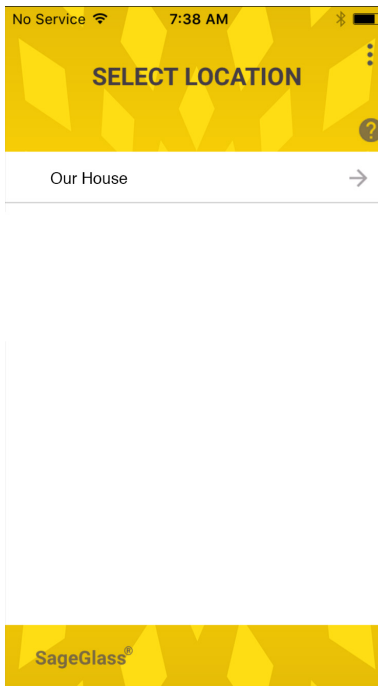 No Service 7:38 AM
SELECT LOCATION
?
Our House
SageGlass®